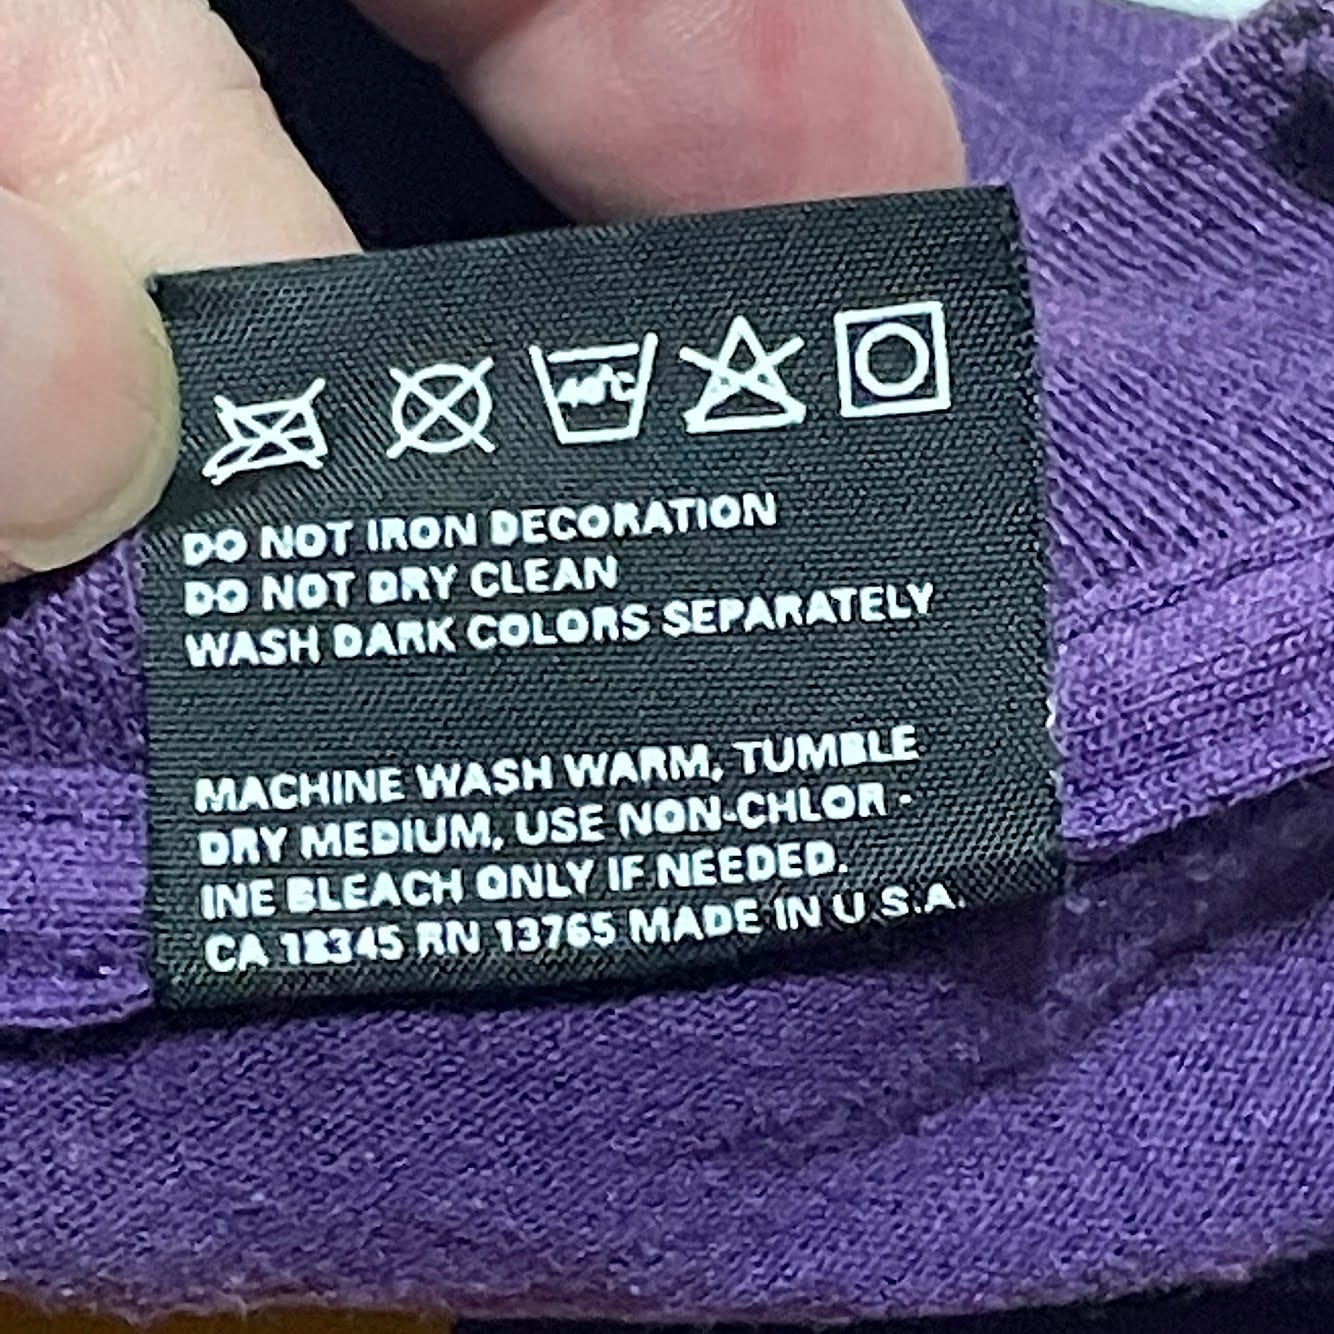 40°C
DO NOT IRON DECORATION
DO NOT DRY CLEAN
WASH DARK COLORS SEPARATELY
MACHINE WASH WARM, TUMBLE
DRY MEDIUM, USE NON-CHLOR -
INE BLEACH ONLY IF NEEDED.
CA 18345 RN 13765 MADE IN U.S.A.